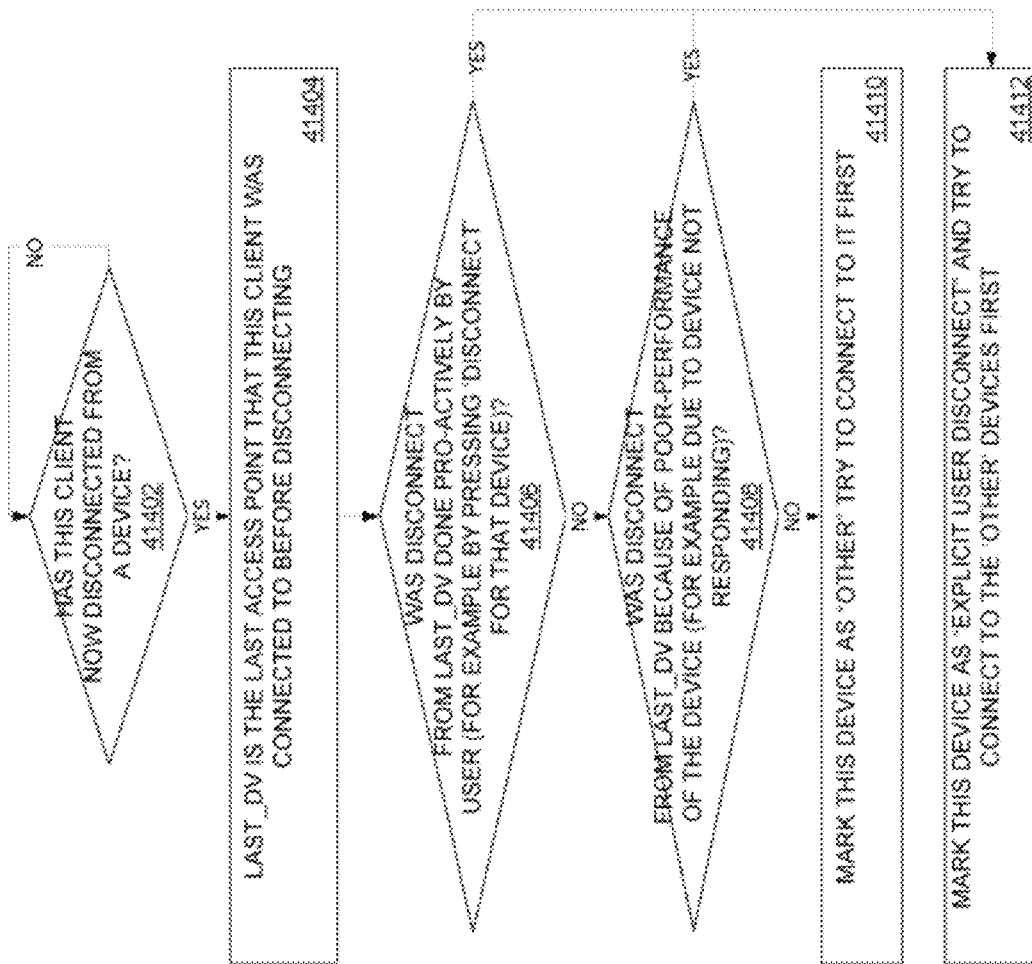 NO
HAS THIS CLIENT
NOW DISCONNECTED FROM
A DEVICE?
41402
YES
LAST_DV IS THE LAST ACCESS POINT THAT THIS CLIENT WAS
CONNECTED TO BEFORE DISCONNECTING
41404
WAS DISCONNECT
FROM LAST_DV DONE PRO-ACTIVELY BY
USER (FOR EXAMPLE BY PRESSING 'DISCONNECT'
FOR THAT DEVICE)?
41406
YES
NO
WAS DISCONNECT
FROM LAST_DV BECAUSE OF POOR-PERFORMANCE
OF THE DEVICE (FOR EXAMPLE DUE TO DEVICE NOT
RESPONDING)?
41408
YES
NO
MARK THIS DEVICE AS 'OTHER' TRY TO CONNECT TO IT FIRST
41410
MARK THIS DEVICE AS 'EXPLICIT USER DISCONNECT' AND TRY TO
CONNECT TO THE 'OTHER' DEVICES FIRST
41412